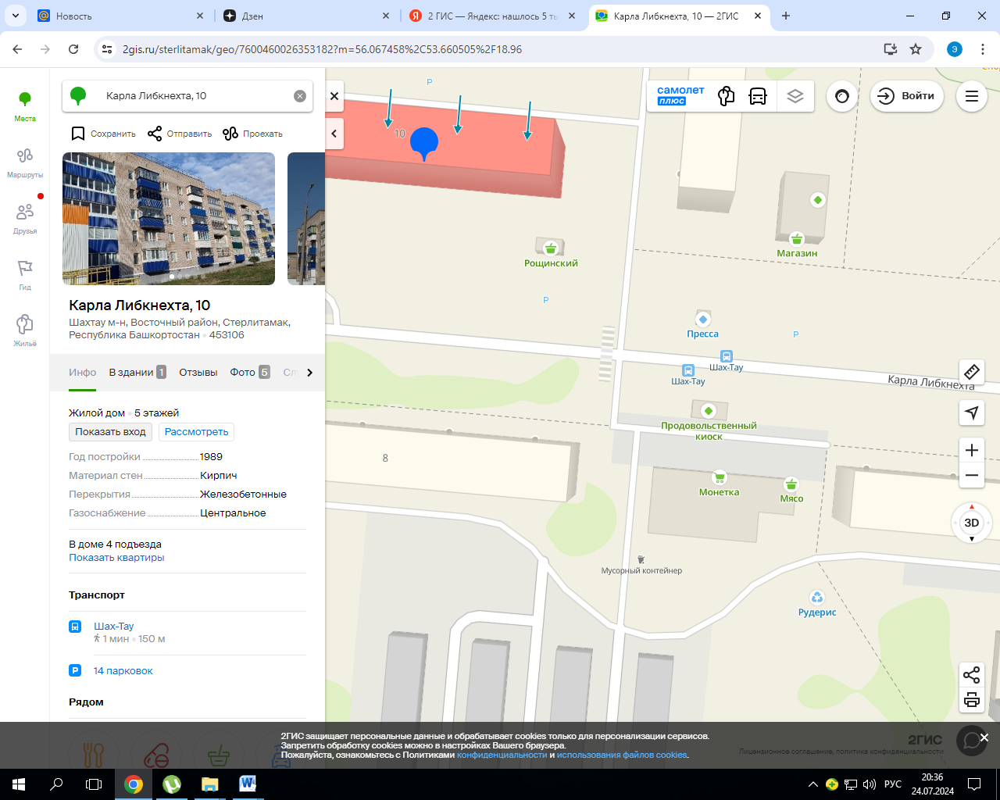 Новость
Дзен
2 ГИС — Яндекс: нашлось 5 ты
Карла Либкнехта, 10 — 2ГИС
2gis.ru/sterlitamak/geo/7600460026353182?m=56.067458%2C53.660505%2F18.96
Э
Места
Маршруты
Друзья
Гид
Жильё
Карла Либкнехта, 10
Сохранить
Отправить
Проехать
Карла Либкнехта, 10
Шахтау м-н, Восточный район, Стерлитамак,
Республика Башкортостан • 453106
Инфо
В здании 1
Отзывы
Фото 5
Жилой дом • 5 этажей
Показать вход
Рассмотреть
Год постройки 1989
Материал стен Кирпич
Перекрытия Железобетонные
Газоснабжение Центральное
В доме 4 подъезда
Показать квартиры
Транспорт
Шах-Тау
1 мин • 150 м
P
14 парковок
Рядом
P
самолет
плюс
Войти
10
Магазин
Рощинский
P
Пресса
P
Шах-Тау
Шах-Тау
Карла Либкнехта
Продовольственный
киоск
8
Монетка
Мясо
3D
Мусорный контейнер
Рудерис
2ГИС
Лицензионное соглашение, политика конфиденциальности
2ГИС защищает персональные данные и обрабатывает cookies только для персонализации сервисов.
Запретить обработку cookies можно в настройках Вашего браузера.
Пожалуйста, ознакомьтесь с Политиками конфиденциальности и использования файлов cookies.
РУС
20:36
24.07.2024